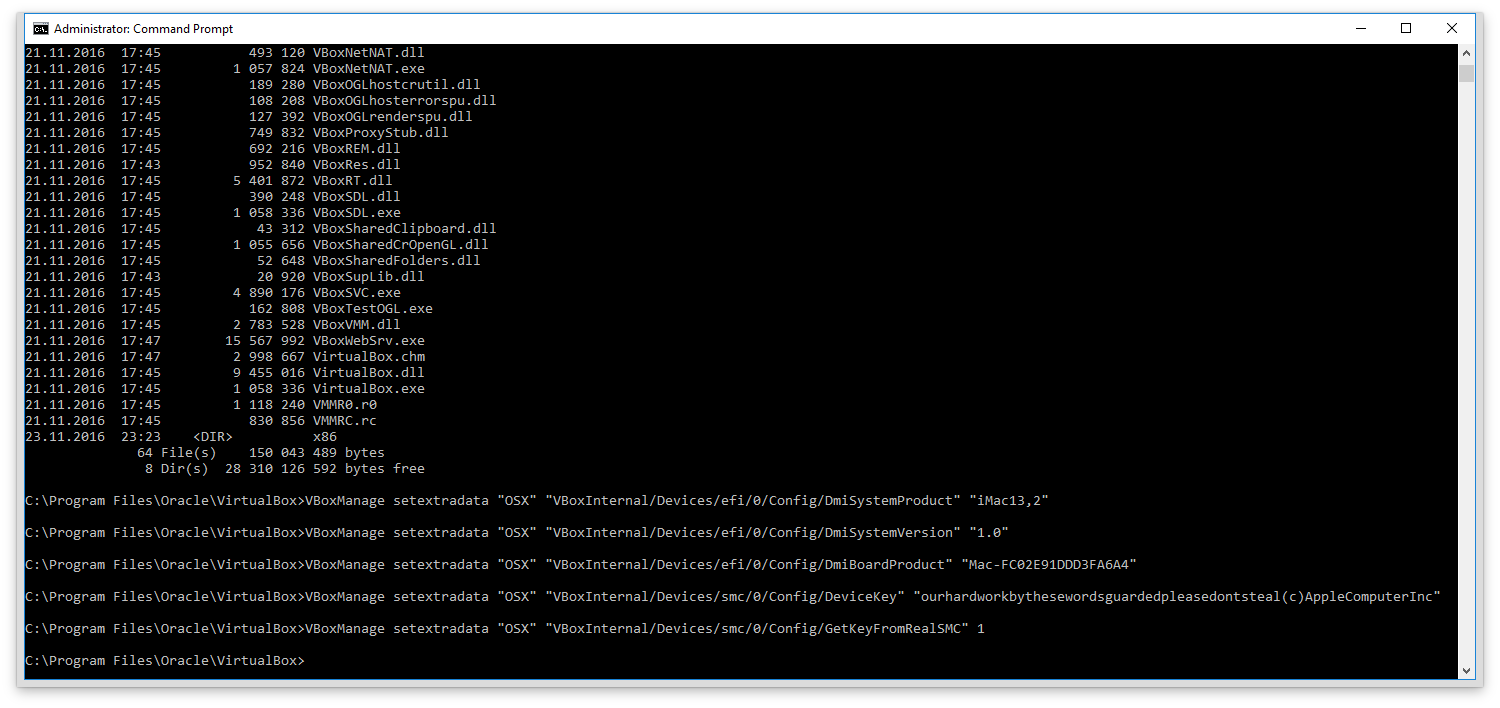 Administrator: Command Prompt
21.11.2016  17:45           493 120 VBoxNetNAT.dll
21.11.2016  17:45         1 057 824 VBoxNetNAT.exe
21.11.2016  17:45           189 280 VBoxOGLhostcrutil.dll
21.11.2016  17:45           108 208 VBoxOGLhosterrorspu.dll
21.11.2016  17:45           127 392 VBoxOGLrenderspu.dll
21.11.2016  17:45           749 832 VBoxProxyStub.dll
21.11.2016  17:45           692 216 VBoxREM.dll
21.11.2016  17:43           952 840 VBoxRes.dll
21.11.2016  17:45         5 401 872 VBoxRT.dll
21.11.2016  17:45           390 248 VBoxSDL.dll
21.11.2016  17:45         1 058 336 VBoxSDL.exe
21.11.2016  17:45            43 312 VBoxSharedClipboard.dll
21.11.2016  17:45         1 055 656 VBoxSharedCrOpenGL.dll
21.11.2016  17:45            52 648 VBoxSharedFolders.dll
21.11.2016  17:43            20 920 VBoxSupLib.dll
21.11.2016  17:45         4 890 176 VBoxSVC.exe
21.11.2016  17:45           162 808 VBoxTestOGL.exe
21.11.2016  17:45         2 783 528 VBoxVMM.dll
21.11.2016  17:47        15 567 992 VBoxWebSrv.exe
21.11.2016  17:47         2 998 667 VirtualBox.chm
21.11.2016  17:45         9 455 016 VirtualBox.dll
21.11.2016  17:45         1 058 336 VirtualBox.exe
21.11.2016  17:45         1 118 240 VMMR0.r0
21.11.2016  17:45           830 856 VMMRC.rc
23.11.2016  23:23    <DIR>          x86
64 File(s)    150 043 489 bytes
8 Dir(s)  28 310 126 592 bytes free
C:\Program Files\Oracle\VirtualBox>VBoxManage setextradata "OSX" "VBoxInternal/Devices/efi/0/Config/DmiSystemProduct" "iMac13,2"
C:\Program Files\Oracle\VirtualBox>VBoxManage setextradata "OSX" "VBoxInternal/Devices/efi/0/Config/DmiSystemVersion" "1.0"
C:\Program Files\Oracle\VirtualBox>VBoxManage setextradata "OSX" "VBoxInternal/Devices/efi/0/Config/DmiBoardProduct" "Mac-FC02E91DDD3FA6A4"
C:\Program Files\Oracle\VirtualBox>VBoxManage setextradata "OSX" "VBoxInternal/Devices/smc/0/Config/DeviceKey" "ourhardworkbythesewordsguardedpleasedontsteal(c)AppleComputerInc"
C:\Program Files\Oracle\VirtualBox>VBoxManage setextradata "OSX" "VBoxInternal/Devices/smc/0/Config/GetKeyFromRealSMC" 1
C:\Program Files\Oracle\VirtualBox>